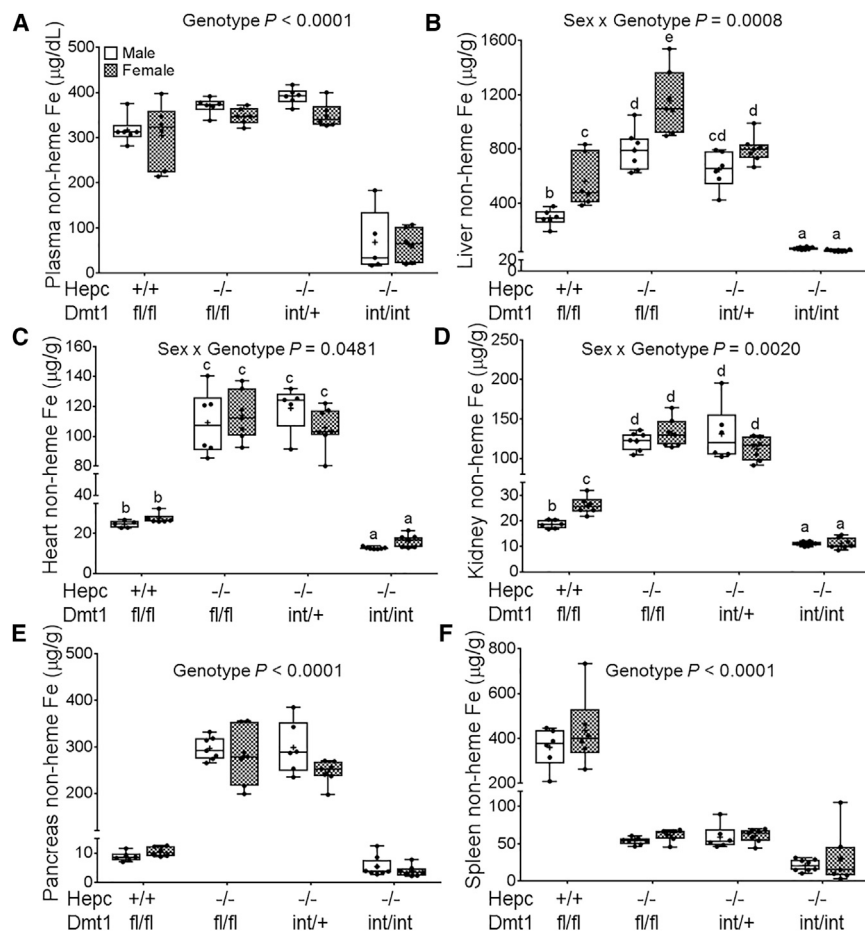 A
Genotype P < 0.0001
Plasma non-heme Fe (µg/dL)
Male
Female
500
400
300
200
100
0
Hepc +/+ -/- -/- -/-
Dmt1 fl/fl fl/fl int/+ int/int
B
Sex x Genotype P = 0.0008
Liver non-heme Fe (µg/g)
1600
1200
800
400
20
0
b c d e cd d a a
+/+ -/- -/- -/-
fl/fl fl/fl int/+ int/int
C
Sex x Genotype P = 0.0481
Heart non-heme Fe (µg/g)
160
140
120
100
80
60
40
40
20
0
b b c c c c a a
Hepc +/+ -/- -/- -/-
Dmt1 fl/fl fl/fl int/+ int/int
D
Sex x Genotype P = 0.0020
Kidney non-heme Fe (µg/g)
250
200
150
100
50
30
20
10
0
b c d d d d a a
Hepc +/+ -/- -/- -/-
Dmt1 fl/fl fl/fl int/+ int/int
E
Genotype P < 0.0001
Pancreas non-heme Fe (µg/g)
500
400
300
200
10
0
Hepc +/+ -/- -/- -/-
Dmt1 fl/fl fl/fl int/+ int/int
F
Genotype P < 0.0001
Spleen non-heme Fe (µg/g)
800
600
400
200
100
50
0
Hepc +/+ -/- -/- -/-
Dmt1 fl/fl fl/fl int/+ int/int